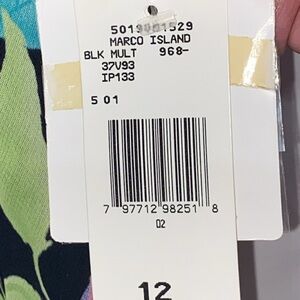 MARCO ISLAND
BLK MULT 968-
37V93
IP133
5 01
7 97712 98251 8
02
12